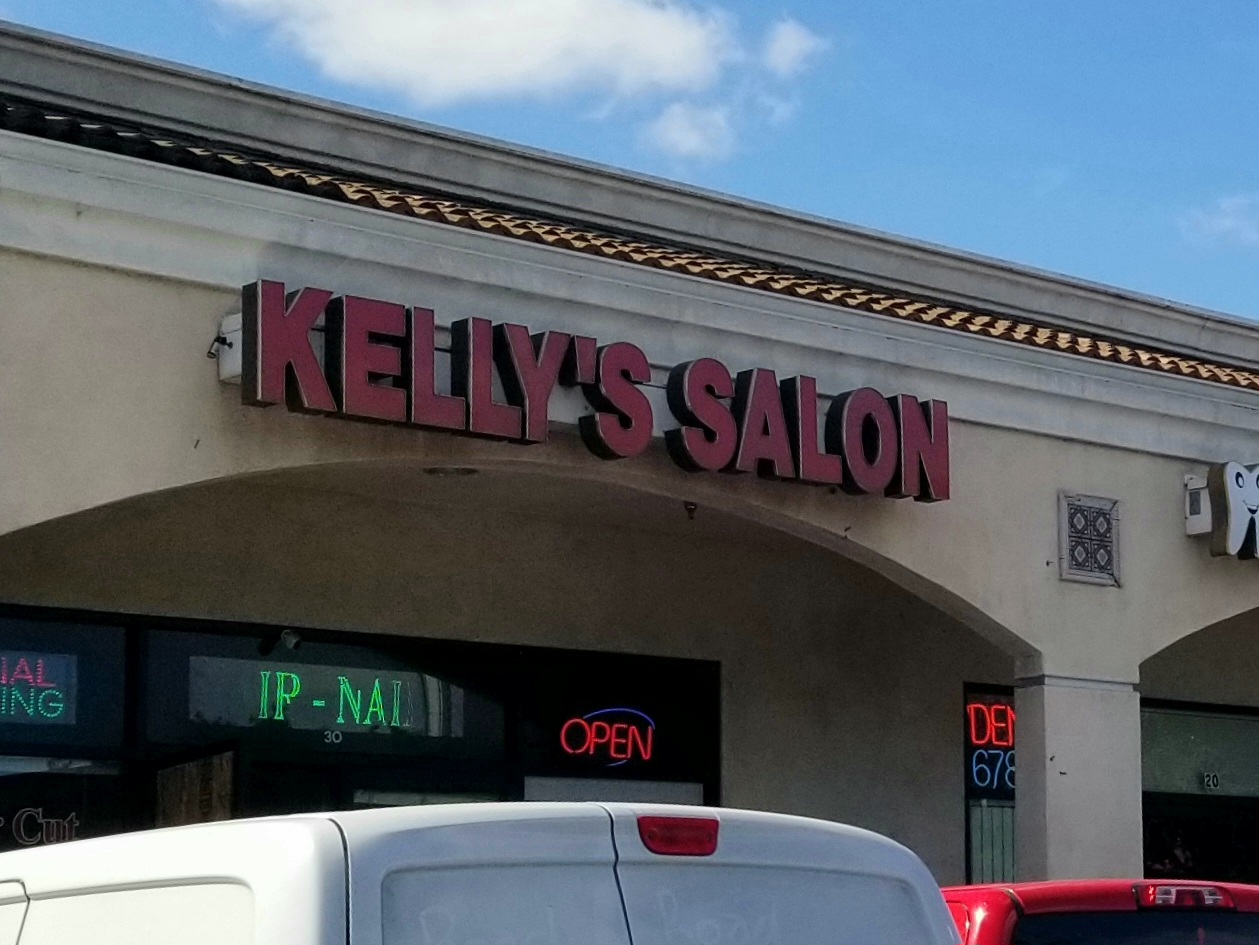 KELLY'S SALON
IAL
ING
IP - NAI
30
OPEN
Cut
DEN
678
20